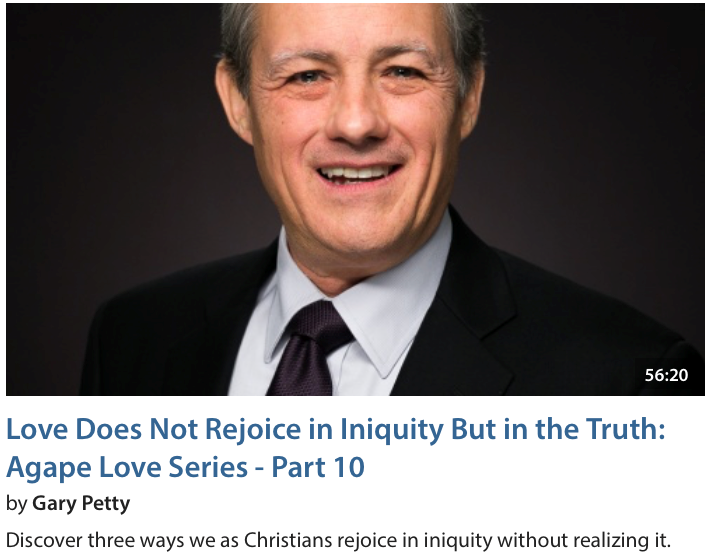 56:20
Love Does Not Rejoice in Iniquity But in the Truth:
Agape Love Series - Part 10
by Gary Petty
Discover three ways we as Christians rejoice in iniquity without realizing it.